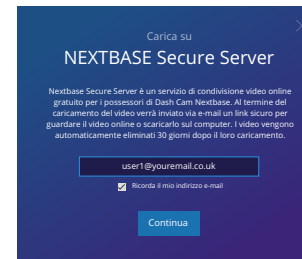 Carica su
NEXTBASE Secure Server
Nextbase Secure Server è un servizio di condivisione video online
gratuito per i possessori di Dash Cam Nextbase. Al termine del
caricamento del video verrà inviato via e-mail un link sicuro per
guardare il video online o scaricarlo sul computer. I video vengono
automaticamente eliminati 30 giorni dopo il loro caricamento.
user1@youremail.co.uk
Ricorda il mio indirizzo e-mail
Continua